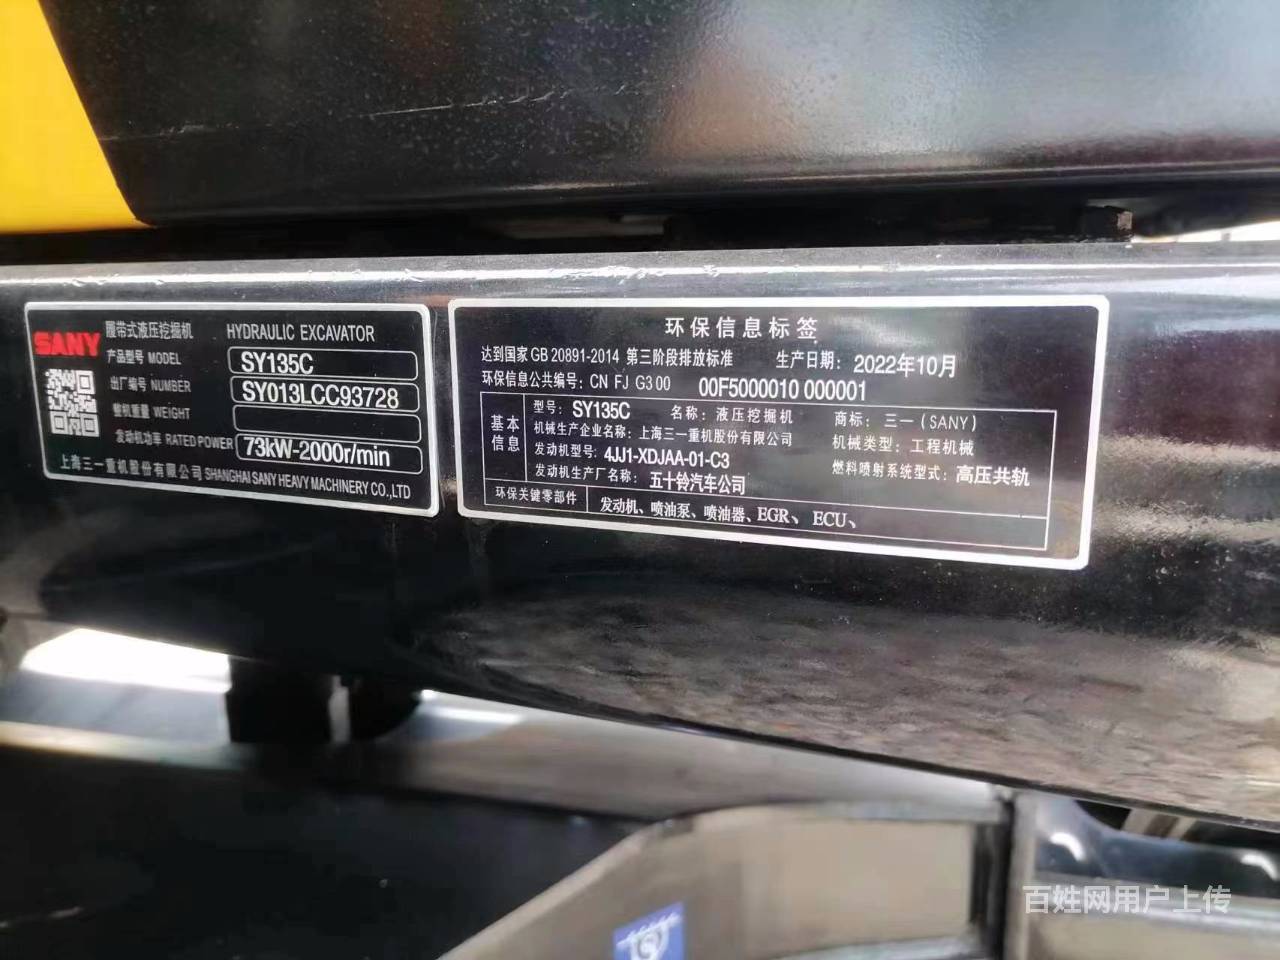 SANY 履带式液压挖掘机 HYDRAULIC EXCAVATOR
产品型号 MODEL SY135C
出厂编号 NUMBER SY013LCC93728
整机重量 WEIGHT
发动机功率 RATED POWER 73kW-2000r/min
上海三一重机股份有限公司 SHANGHAI SANY HEAVY MACHINERY CO.,LTD
环保信息标签
达到国家 GB 20891-2014 第三阶段排放标准 生产日期: 2022年10月
环保信息公共编号: CN FJ G3 00 00F5000010 000001
基本信息
型号: SY135C 名称: 液压挖掘机 商标: 三一(SANY)
机械生产企业名称: 上海三一重机股份有限公司 机械类型: 工程机械
发动机型号: 4JJ1-XDJAA-01-C3 燃料喷射系统型式: 高压共轨
发动机生产厂名称: 五十铃汽车公司
环保关键零部件 发动机、喷油泵、喷油器、EGR、ECU、
百姓网用户上传